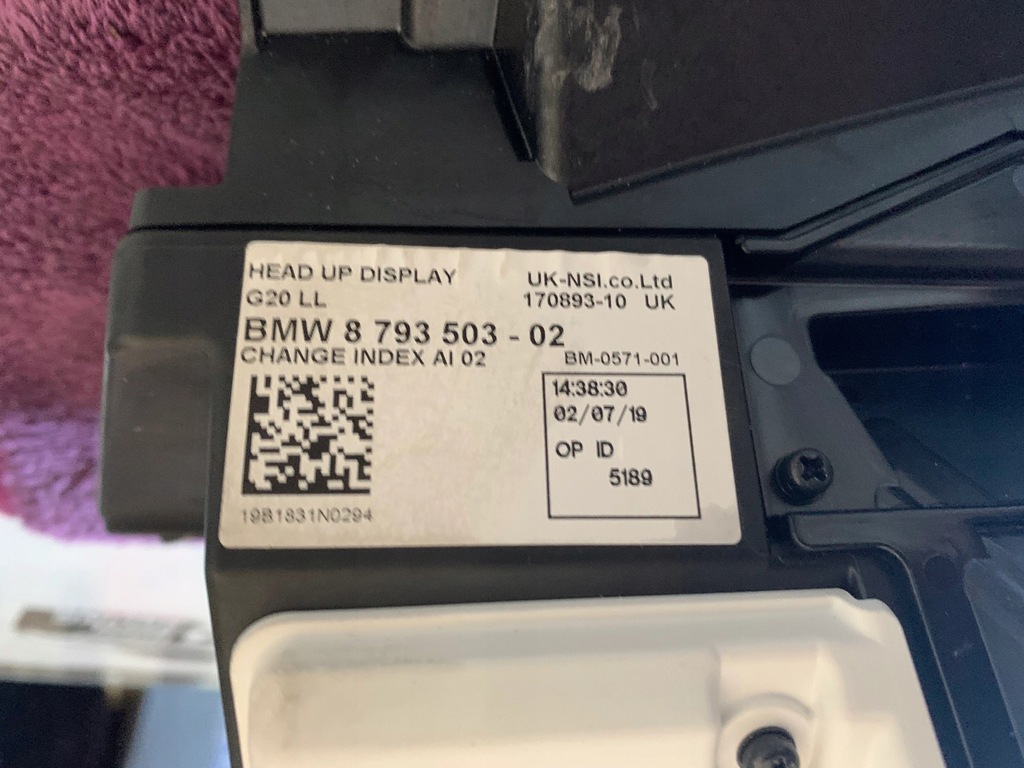 HEAD UP DISPLAY
UK-NSI.co.Ltd
G20 LL
170893-10 UK
BMW 8 793 503 - 02
CHANGE INDEX AI 02
BM-0571-001
14:38:30
02/07/19
OP ID
5189
19B1831N0294